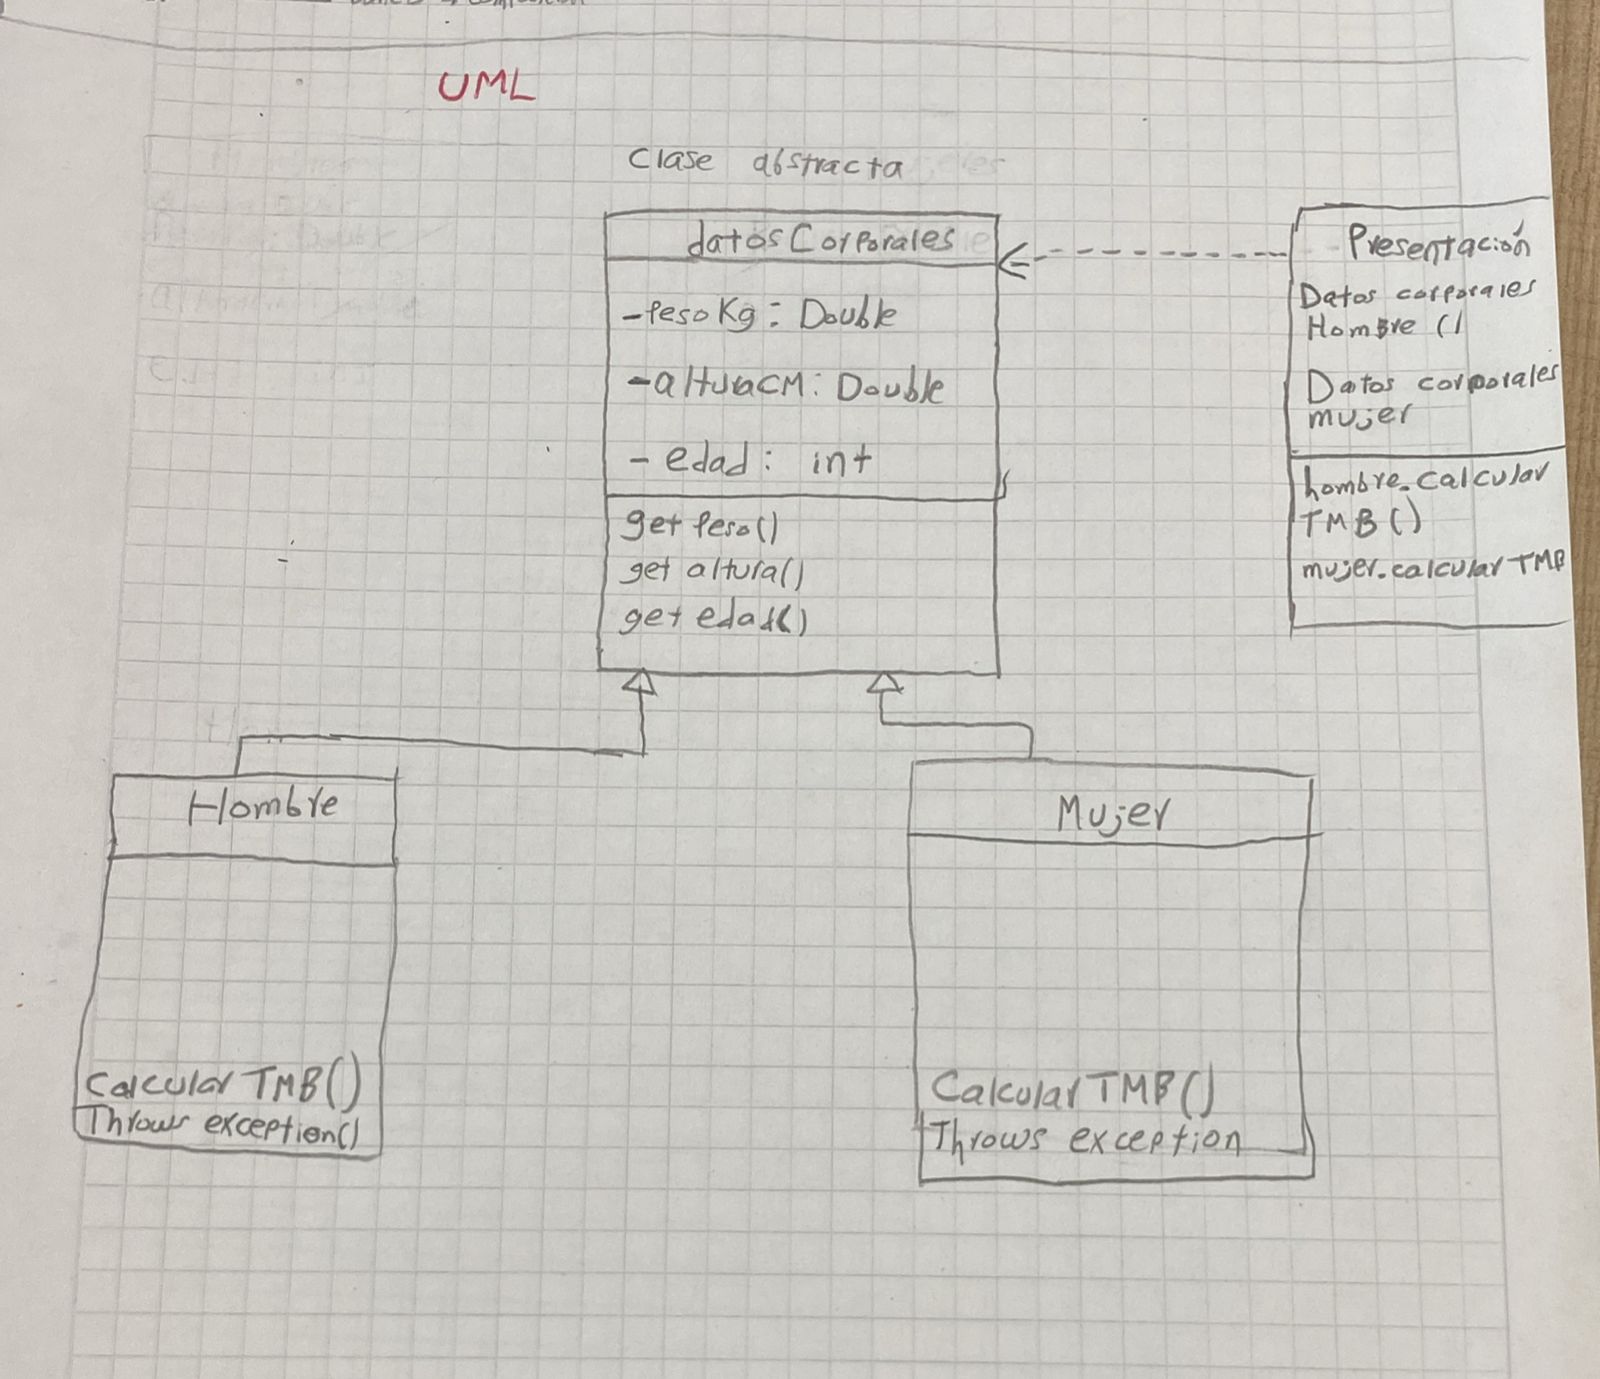 UML
Clase abstracta
datosCorporales
-PesoKg: Double
-alturaCM: Double
- edad: int
get Peso()
get altura()
get edad()
Presentación
Datos corporales
Hombre ()
Datos corporales
mujer
hombre.calcular
TMB()
mujer.calcular TMB
Hombre
Calcular TMB()
Throws exception()
Mujer
Calcular TMB()
Throws exception